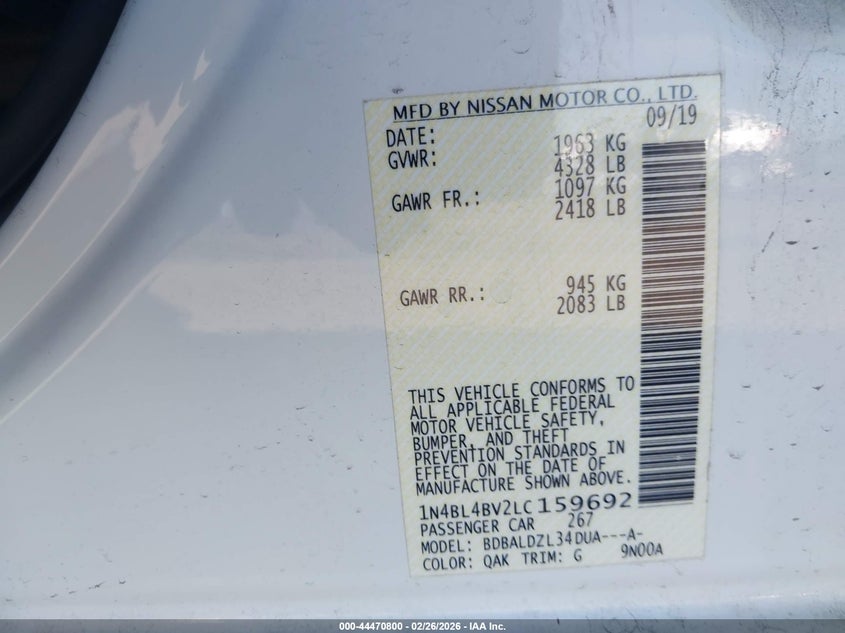 MFD BY NISSAN MOTOR CO., LTD.
DATE: 09/19
GVWR: 1963 KG
4328 LB
GAWR FR.: 1097 KG
2418 LB
GAWR RR.: 945 KG
2083 LB
THIS VEHICLE CONFORMS TO
ALL APPLICABLE FEDERAL
MOTOR VEHICLE SAFETY,
BUMPER, AND THEFT
PREVENTION STANDARDS IN
EFFECT ON THE DATE OF
MANUFACTURE SHOWN ABOVE.
1N4BL4BV2LC159692
PASSENGER CAR 267
MODEL: BDBALDZL34DUA---A-
COLOR: QAK TRIM: G 9N00A
000-44470800 - 02/26/2026 - IAA Inc.